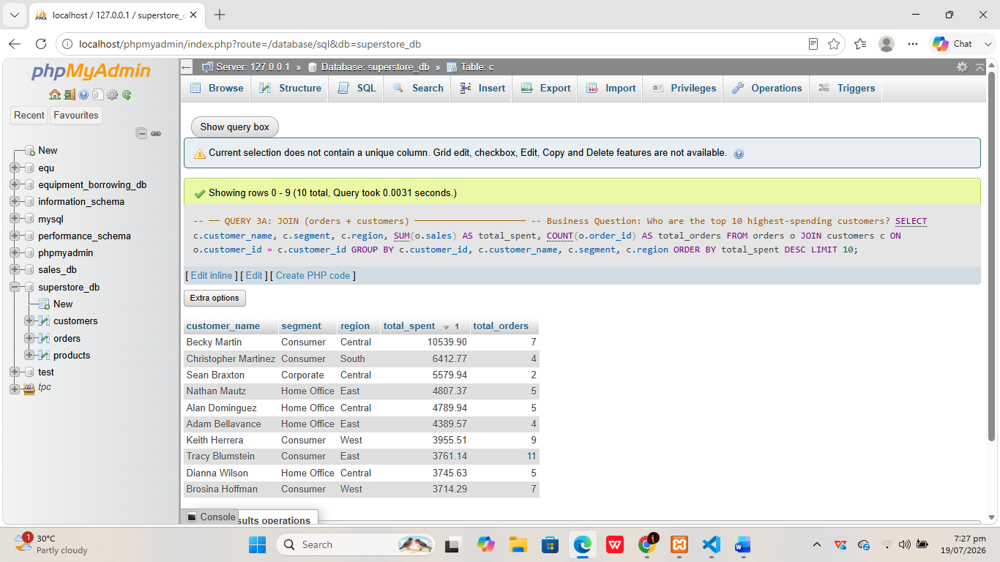 localhost / 127.0.0.1 / superstore_d
localhost/phpmyadmin/index.php?route=/database/sql&db=superstore_db
Chat
phpMyAdmin
Recent
Favourites
New
equ
equipment_borrowing_db
information_schema
mysql
performance_schema
phpmyadmin
sales_db
superstore_db
New
customers
orders
products
test
tpc
Server: 127.0.0.1 » Database: superstore_db » Table: c
Browse Structure SQL Search Insert Export Import Privileges Operations Triggers
Show query box
Current selection does not contain a unique column. Grid edit, checkbox, Edit, Copy and Delete features are not available.
Showing rows 0 - 9 (10 total, Query took 0.0031 seconds.)
-- ── QUERY 3A: JOIN (orders + customers) ───────────────────── -- Business Question: Who are the top 10 highest-spending customers? SELECT
c.customer_name, c.segment, c.region, SUM(o.sales) AS total_spent, COUNT(o.order_id) AS total_orders FROM orders o JOIN customers c ON
o.customer_id = c.customer_id GROUP BY c.customer_id, c.customer_name, c.segment, c.region ORDER BY total_spent DESC LIMIT 10;
[ Edit inline ] [ Edit ] [ Create PHP code ]
Extra options
customer_name segment region total_spent 1 total_orders
Becky Martin Consumer Central 10539.90 7
Christopher Martinez Consumer South 6412.77 4
Sean Braxton Corporate Central 5579.94 2
Nathan Mautz Home Office East 4807.37 5
Alan Dominguez Home Office Central 4789.94 5
Adam Bellavance Home Office East 4389.57 4
Keith Herrera Consumer West 3955.51 9
Tracy Blumstein Consumer East 3761.14 11
Dianna Wilson Home Office Central 3745.63 5
Brosina Hoffman Consumer West 3714.29 7
Console
sults operations
1
30°C
Partly cloudy
Search
7:27 pm
19/07/2026